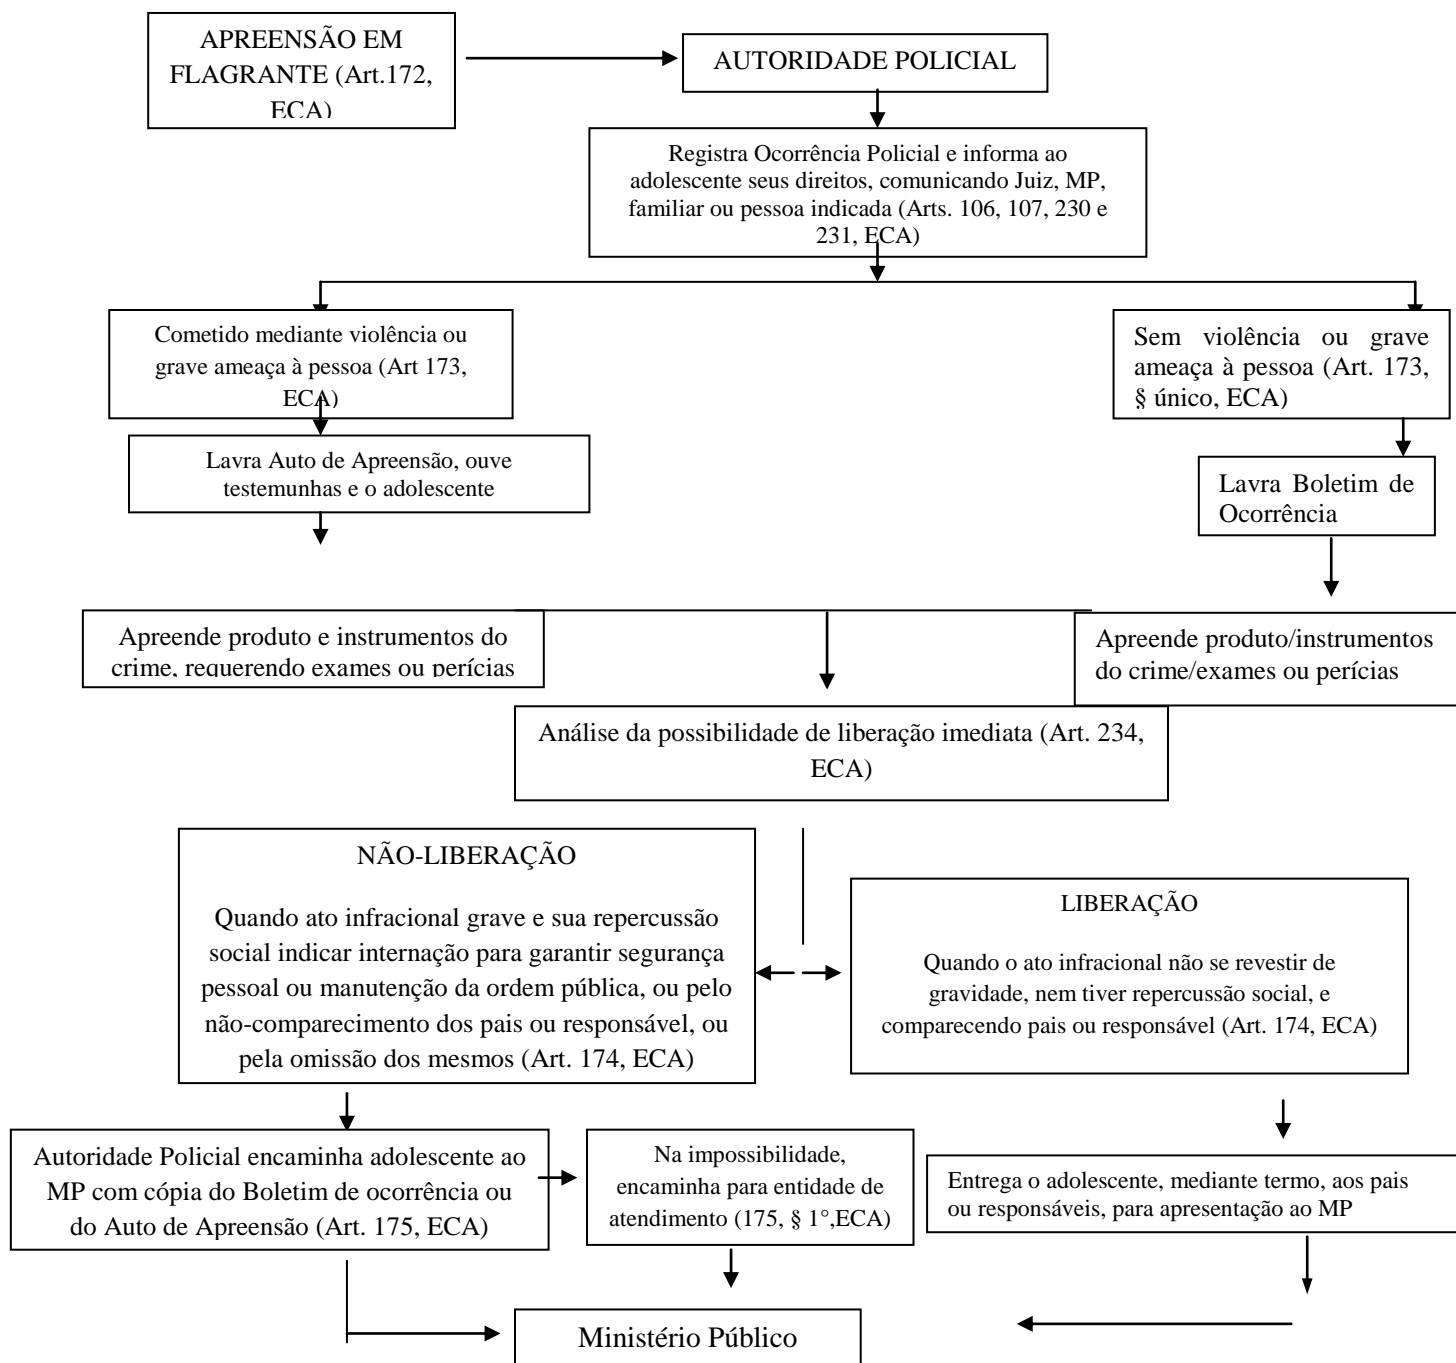 APREENSÃO EM
FLAGRANTE (Art.172,
ECA)
AUTORIDADE POLICIAL
Registra Ocorrência Policial e informa ao
adolescente seus direitos, comunicando Juiz, MP,
familiar ou pessoa indicada (Arts. 106, 107, 230 e
231, ECA)
Cometido mediante violência ou
grave ameaça à pessoa (Art 173,
ECA)
Sem violência ou grave
ameaça à pessoa (Art. 173,
§ único, ECA)
Lavra Auto de Apreensão, ouve
testemunhas e o adolescente
Lavra Boletim de
Ocorrência
Apreende produto e instrumentos do
crime, requerendo exames ou perícias
Apreende produto/instrumentos
do crime/exames ou perícias
Análise da possibilidade de liberação imediata (Art. 234,
ECA)
NÃO-LIBERAÇÃO
Quando ato infracional grave e sua repercussão
social indicar internação para garantir segurança
pessoal ou manutenção da ordem pública, ou pelo
não-comparecimento dos pais ou responsável, ou
pela omissão dos mesmos (Art. 174, ECA)
LIBERAÇÃO
Quando o ato infracional não se revestir de
gravidade, nem tiver repercussão social, e
comparecendo pais ou responsável (Art. 174, ECA)
Autoridade Policial encaminha adolescente ao
MP com cópia do Boletim de ocorrência ou
do Auto de Apreensão (Art. 175, ECA)
Na impossibilidade,
encaminha para entidade de
atendimento (175, § 1°,ECA)
Entrega o adolescente, mediante termo, aos pais
ou responsáveis, para apresentação ao MP
Ministério Público